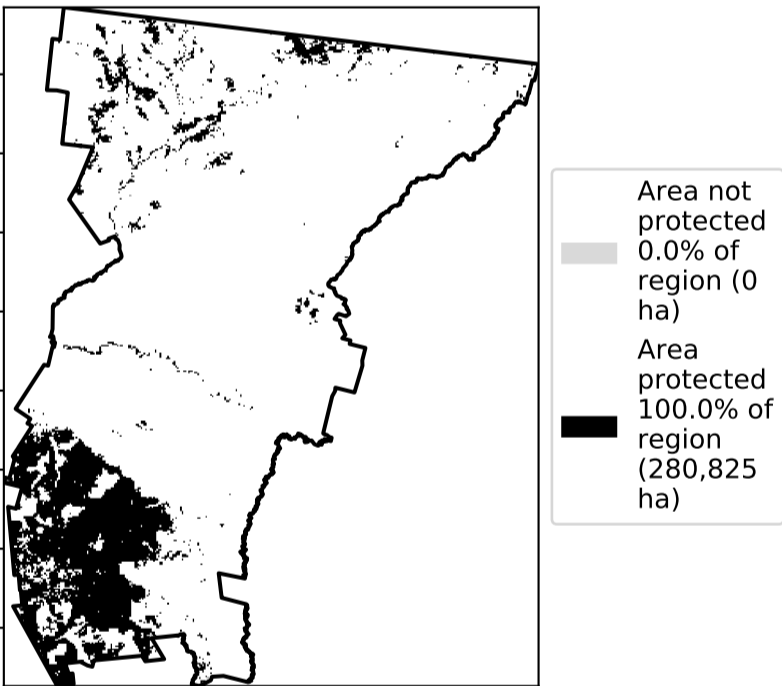 Area not
protected
0.0% of
region (0
ha)
Area
protected
100.0% of
region
(280,825
ha)